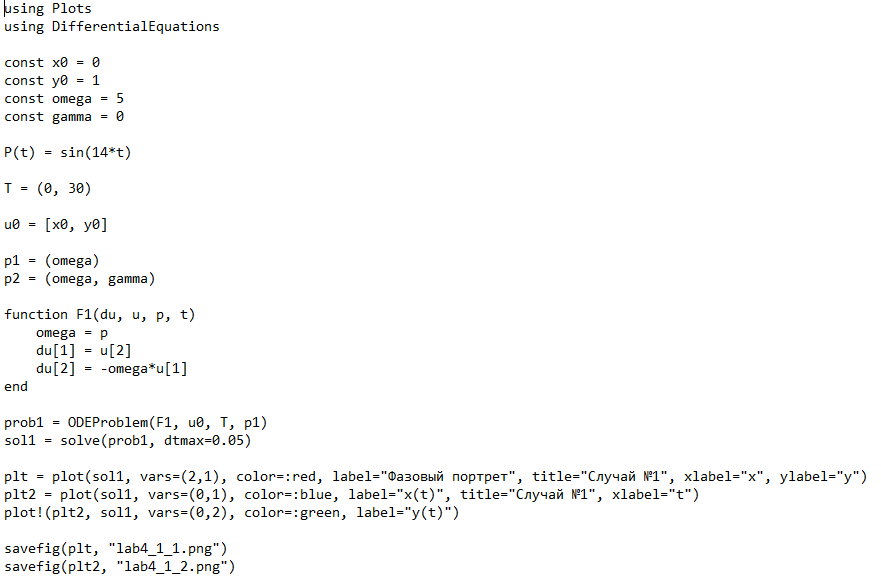 using Plots
using DifferentialEquations

const x0 = 0
const y0 = 1
const omega = 5
const gamma = 0

P(t) = sin(14*t)

T = (0, 30)

u0 = [x0, y0]

p1 = (omega)
p2 = (omega, gamma)

function F1(du, u, p, t)
    omega = p
    du[1] = u[2]
    du[2] = -omega*u[1]
end

prob1 = ODEProblem(F1, u0, T, p1)
sol1 = solve(prob1, dtmax=0.05)

plt = plot(sol1, vars=(2,1), color=:red, label="Фазовый портрет", title="Случай №1", xlabel="x", ylabel="y")
plt2 = plot(sol1, vars=(0,1), color=:blue, label="x(t)", title="Случай №1", xlabel="t")
plot!(plt2, sol1, vars=(0,2), color=:green, label="y(t)")

savefig(plt, "lab4_1_1.png")
savefig(plt2, "lab4_1_2.png")